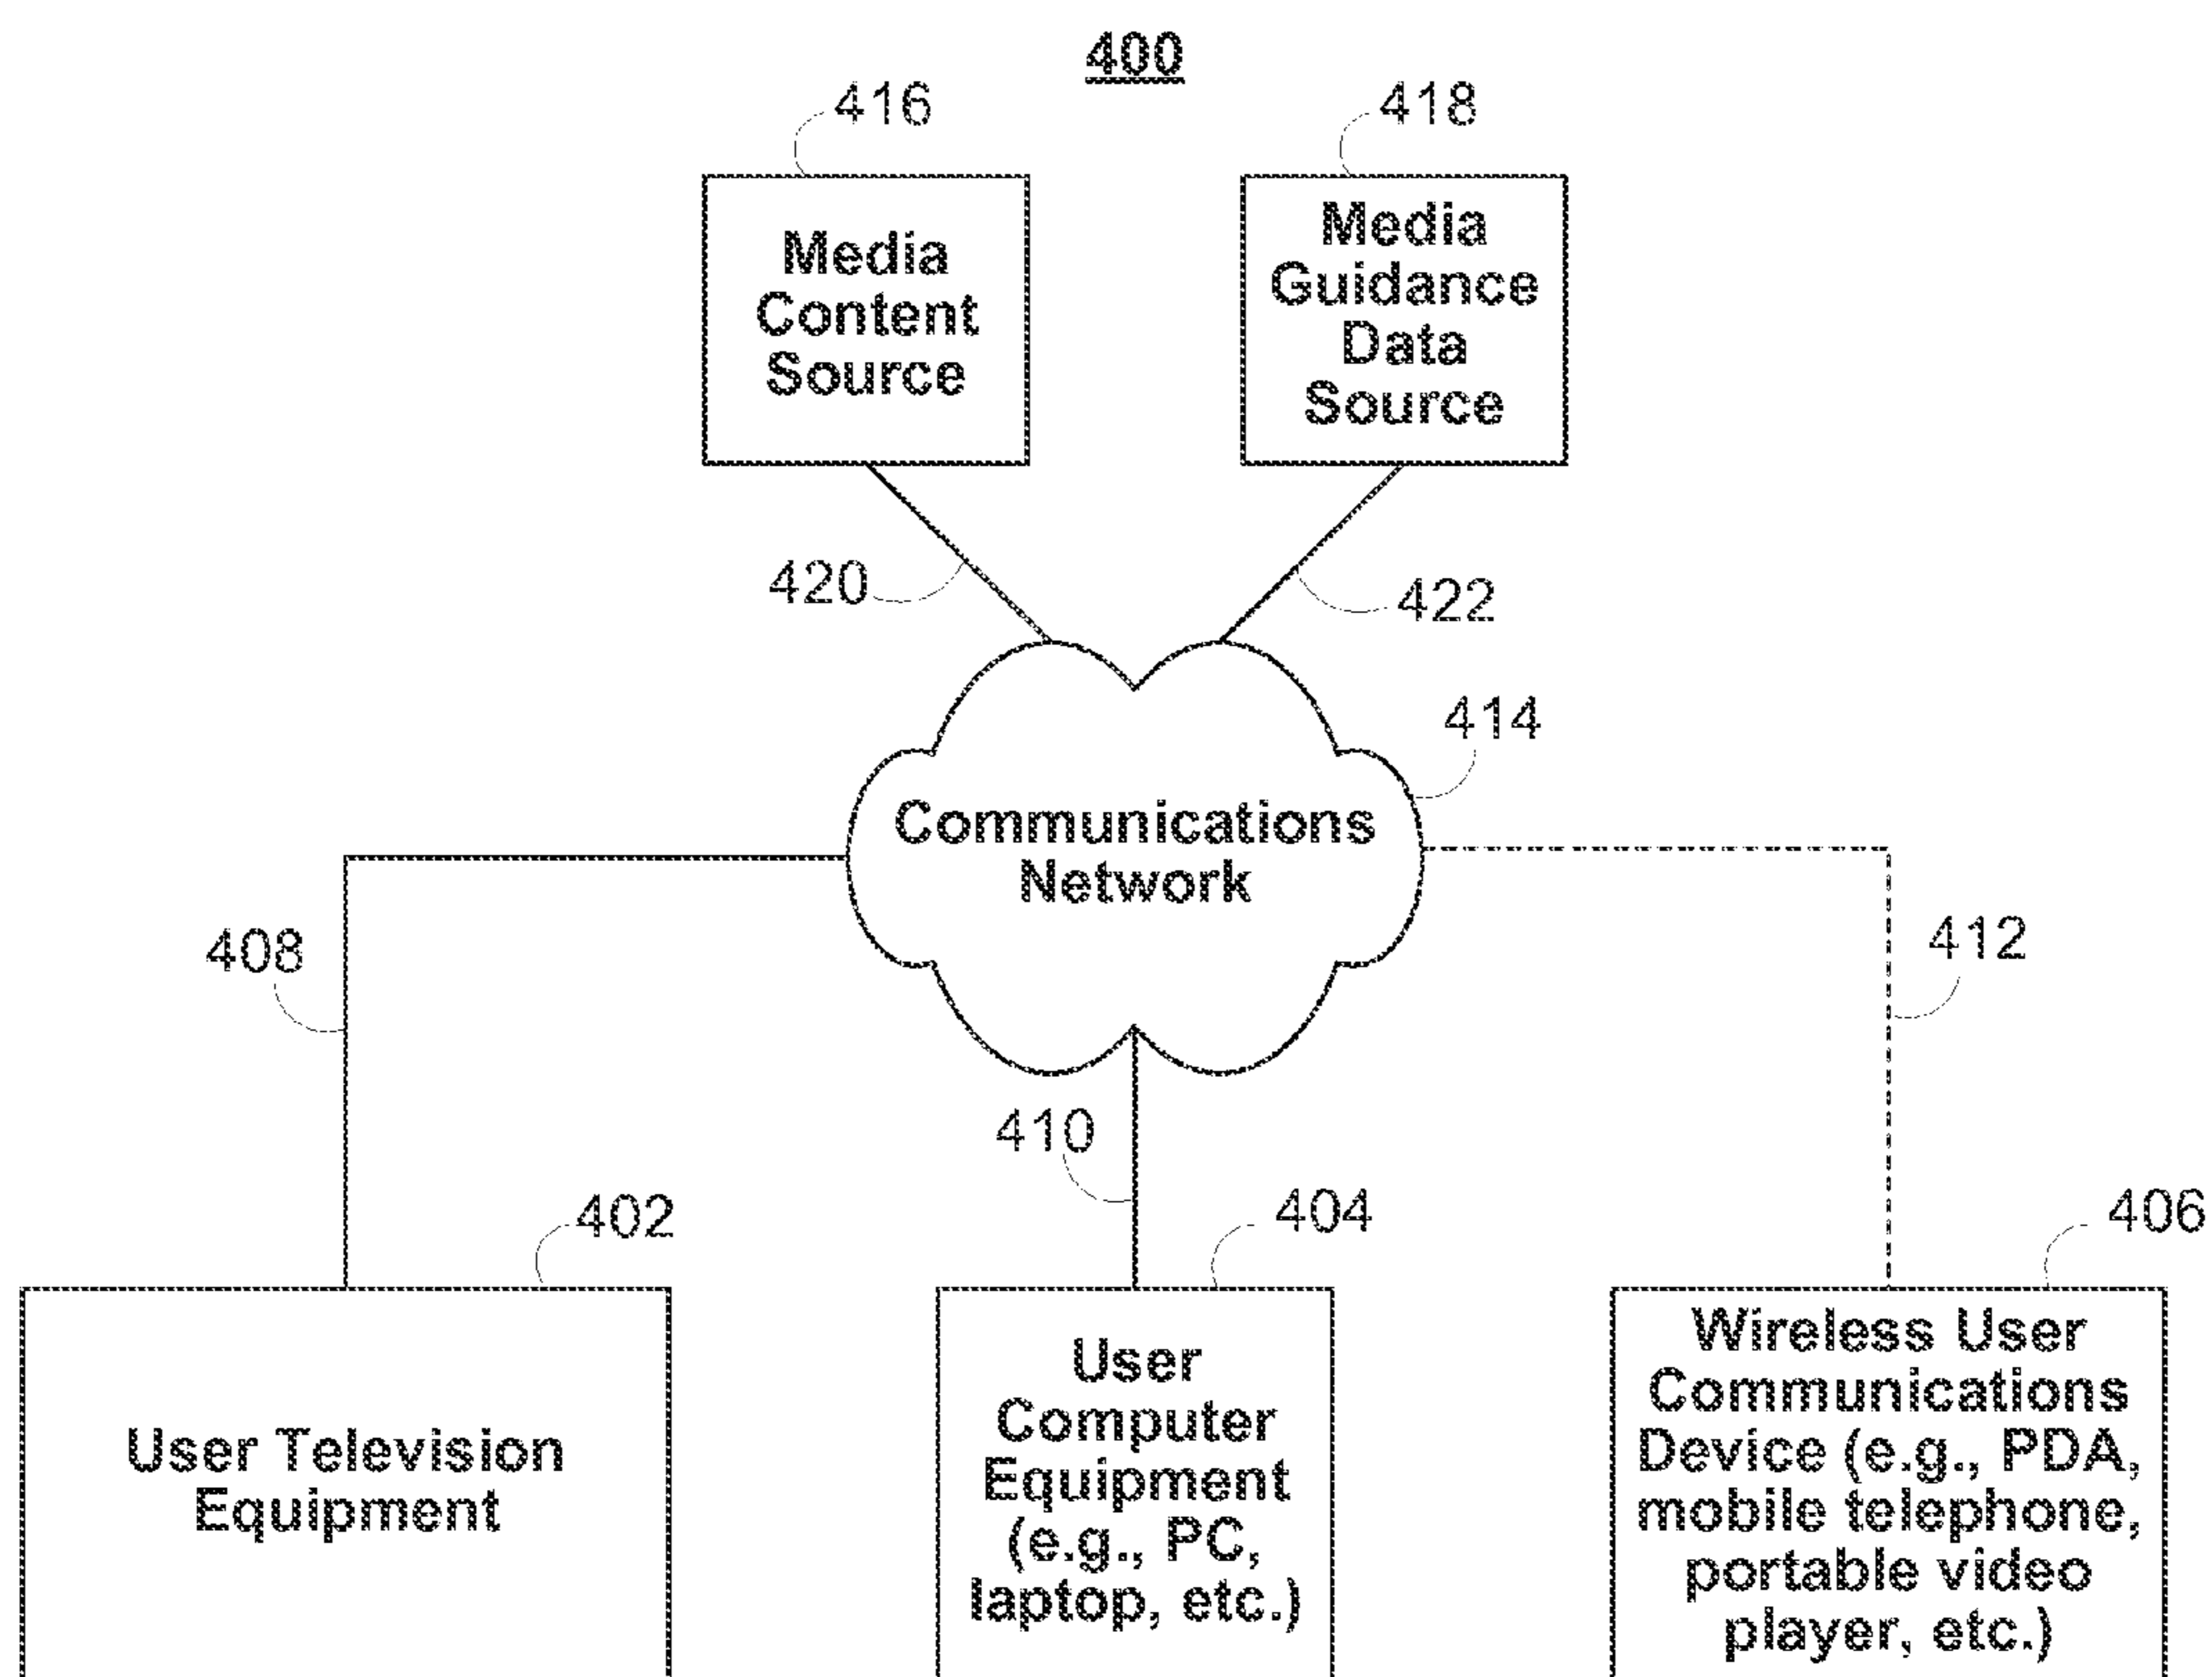 400
416
418
Media
Content
Source
Media
Guidance
Data
Source
420
422
414
Communications
Network
408
412
410
402
404
406
User Television
Equipment
User
Computer
Equipment
(e.g., PC,
laptop, etc.)
Wireless User
Communications
Device (e.g., PDA,
mobile telephone,
portable video
player, etc.)